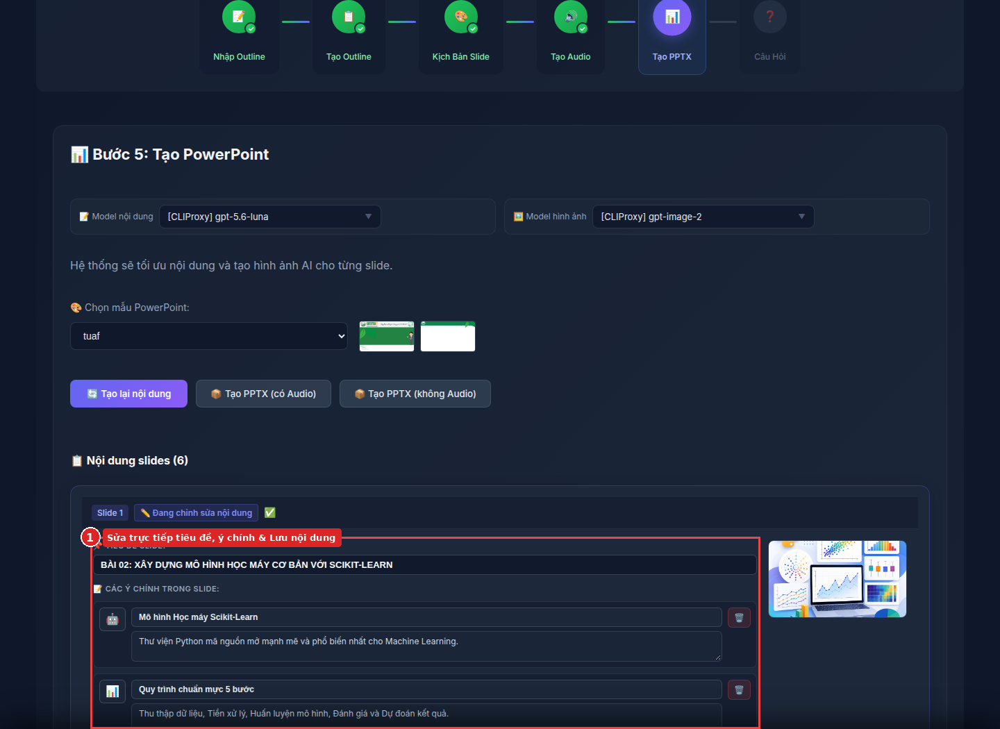 Nhập Outline
Tạo Outline
Kịch Bản Slide
Tạo Audio
Tạo PPTX
Câu Hỏi
Bước 5: Tạo PowerPoint
Model nội dung
[CLIProxy] gpt-5.6-luna
Model hình ảnh
[CLIProxy] gpt-image-2
Hệ thống sẽ tối ưu nội dung và tạo hình ảnh AI cho từng slide.
Chọn mẫu PowerPoint:
tuaf
Tạo lại nội dung
Tạo PPTX (có Audio)
Tạo PPTX (không Audio)
Nội dung slides (6)
Slide 1
Đang chỉnh sửa nội dung
1
Sửa trực tiếp tiêu đề, ý chính & Lưu nội dung
BÀI 02: XÂY DỰNG MÔ HÌNH HỌC MÁY CƠ BẢN VỚI SCIKIT-LEARN
CÁC Ý CHÍNH TRONG SLIDE:
Mô hình Học máy Scikit-Learn
Thư viện Python mã nguồn mở mạnh mẽ và phổ biến nhất cho Machine Learning.
Quy trình chuẩn mực 5 bước
Thu thập dữ liệu, Tiền xử lý, Huấn luyện mô hình, Đánh giá và Dự đoán kết quả.